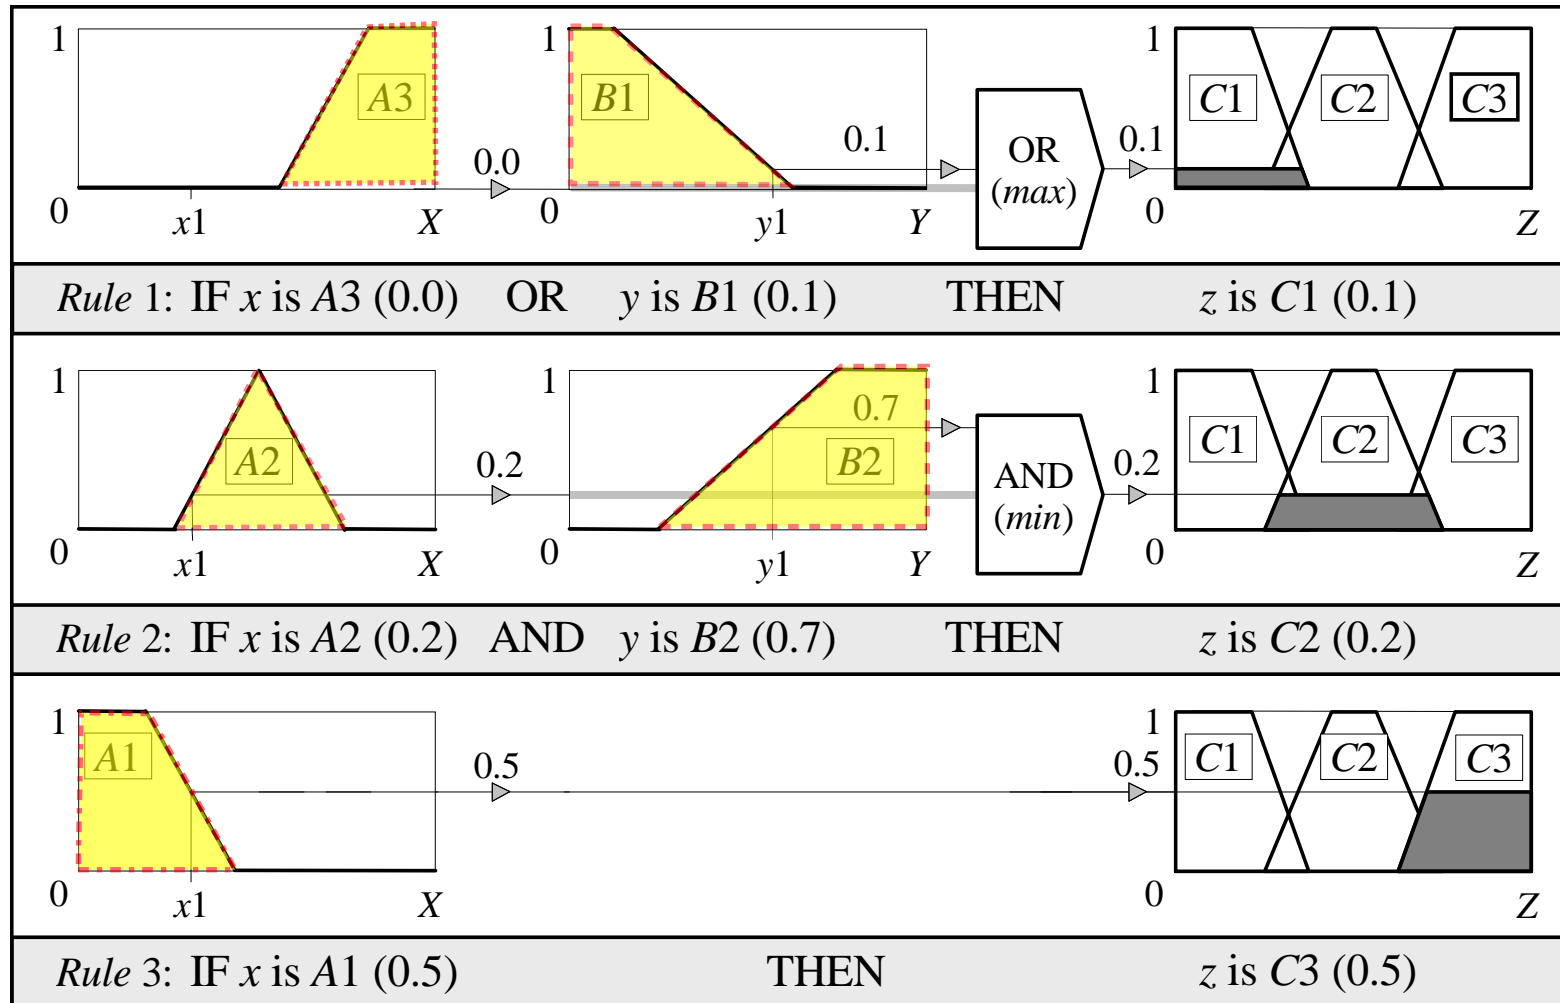 1 A3 0.0 1 B1 0.1 OR (max) 0.1 1 C1 C2 C3
0 x1 X 0 y1 Y 0 Z
Rule 1: IF x is A3 (0.0) OR y is B1 (0.1) THEN z is C1 (0.1)
1 A2 0.2 1 0.7 B2 AND (min) 0.2 1 C1 C2 C3
0 x1 X 0 y1 Y 0 Z
Rule 2: IF x is A2 (0.2) AND y is B2 (0.7) THEN z is C2 (0.2)
1 A1 0.5 0.5 1 C1 C2 C3
0 x1 X 0 Z
Rule 3: IF x is A1 (0.5) THEN z is C3 (0.5)